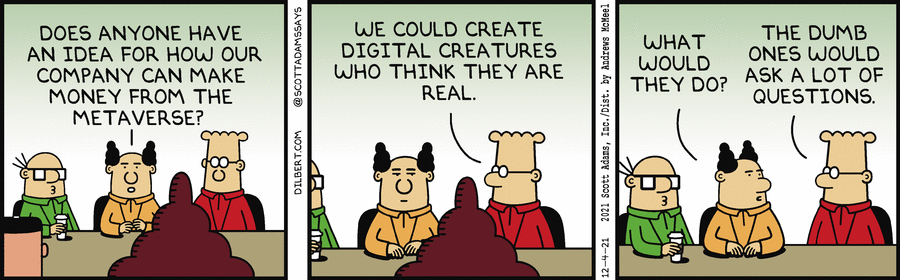 DOES ANYONE HAVE
AN IDEA FOR HOW OUR
COMPANY CAN MAKE
MONEY FROM THE
METAVERSE?
DILBERT.COM @SCOTTADAMSSAYS
WE COULD CREATE
DIGITAL CREATURES
WHO THINK THEY ARE
REAL.
12-4-21 2021 Scott Adams, Inc./Dist. by Andrews McMeel
WHAT
WOULD
THEY DO?
THE DUMB
ONES WOULD
ASK A LOT OF
QUESTIONS.